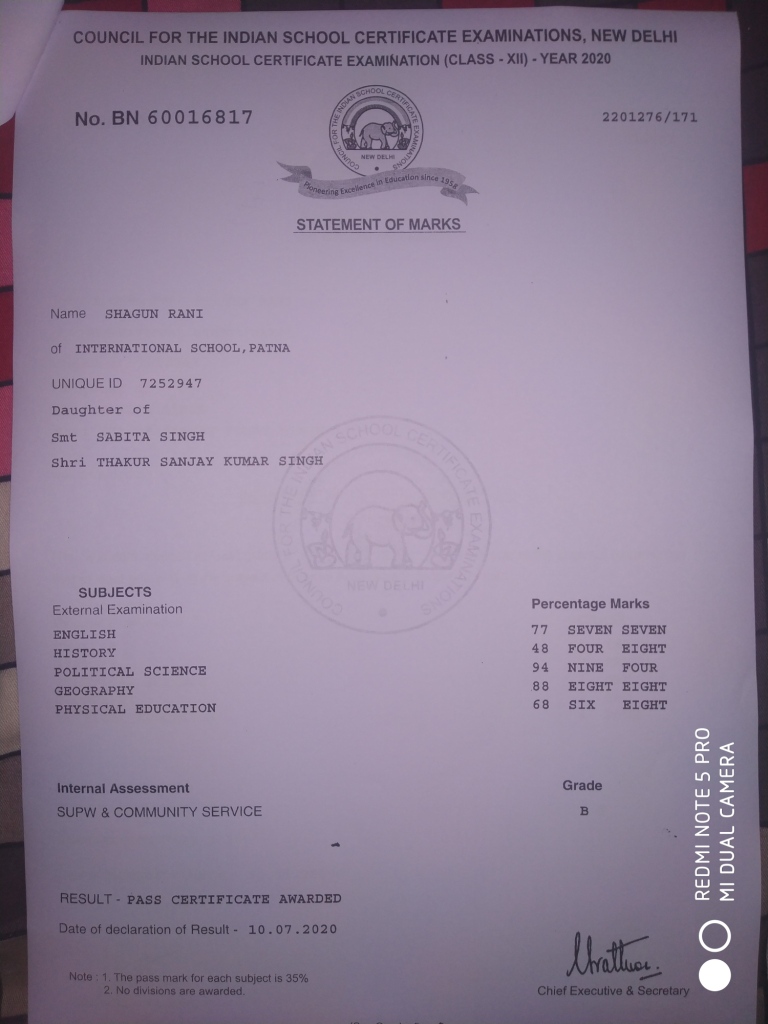 COUNCIL FOR THE INDIAN SCHOOL CERTIFICATE EXAMINATIONS, NEW DELHI
INDIAN SCHOOL CERTIFICATE EXAMINATION (CLASS - XII) - YEAR 2020
No. BN 60016817
2201276/171
COUNCIL FOR THE INDIAN SCHOOL CERTIFICATE EXAMINATIONS
NEW DELHI
Pioneering Excellence in Education since 1958
STATEMENT OF MARKS
Name SHAGUN RANI
of INTERNATIONAL SCHOOL,PATNA
UNIQUE ID 7252947
Daughter of
Smt SABITA SINGH
Shri THAKUR SANJAY KUMAR SINGH
COUNCIL FOR THE INDIAN SCHOOL CERTIFICATE EXAMINATIONS
NEW DELHI
SUBJECTS
External Examination Percentage Marks
ENGLISH 77 SEVEN SEVEN
HISTORY 48 FOUR EIGHT
POLITICAL SCIENCE 94 NINE FOUR
GEOGRAPHY 88 EIGHT EIGHT
PHYSICAL EDUCATION 68 SIX EIGHT
Internal Assessment Grade
SUPW & COMMUNITY SERVICE B
RESULT - PASS CERTIFICATE AWARDED
Date of declaration of Result - 10.07.2020
Note : 1. The pass mark for each subject is 35%
2. No divisions are awarded.
Chief Executive & Secretary
REDMI NOTE 5 PRO
MI DUAL CAMERA